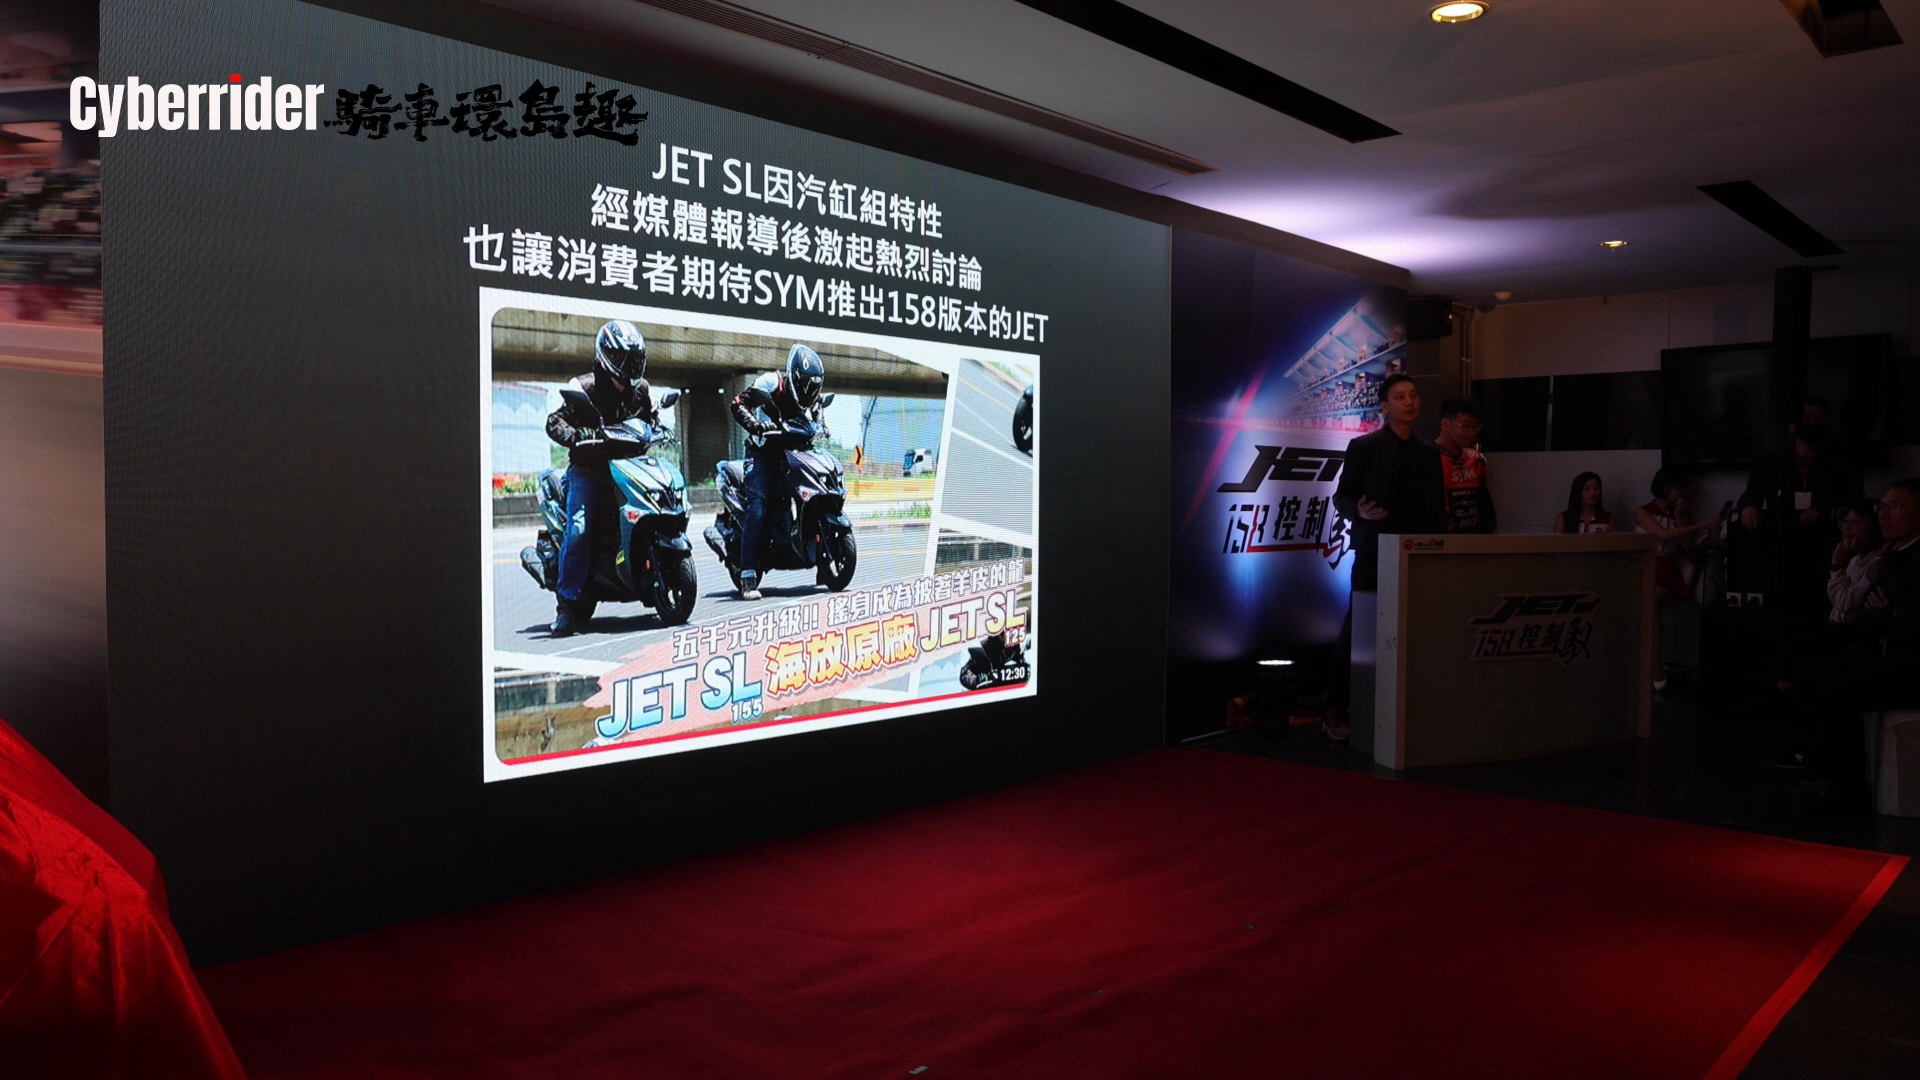 Cyberrider 騎車環島趣
JET SL因汽缸組特性
經媒體報導後激起熱烈討論
也讓消費者期待SYM推出158版本的JET
五千元升級!! 搖身成為披著羊皮的龍
JET SL 155 海放原廠 JET SL 125
12:30
JET
158 控制
SYM
JET
158 控制